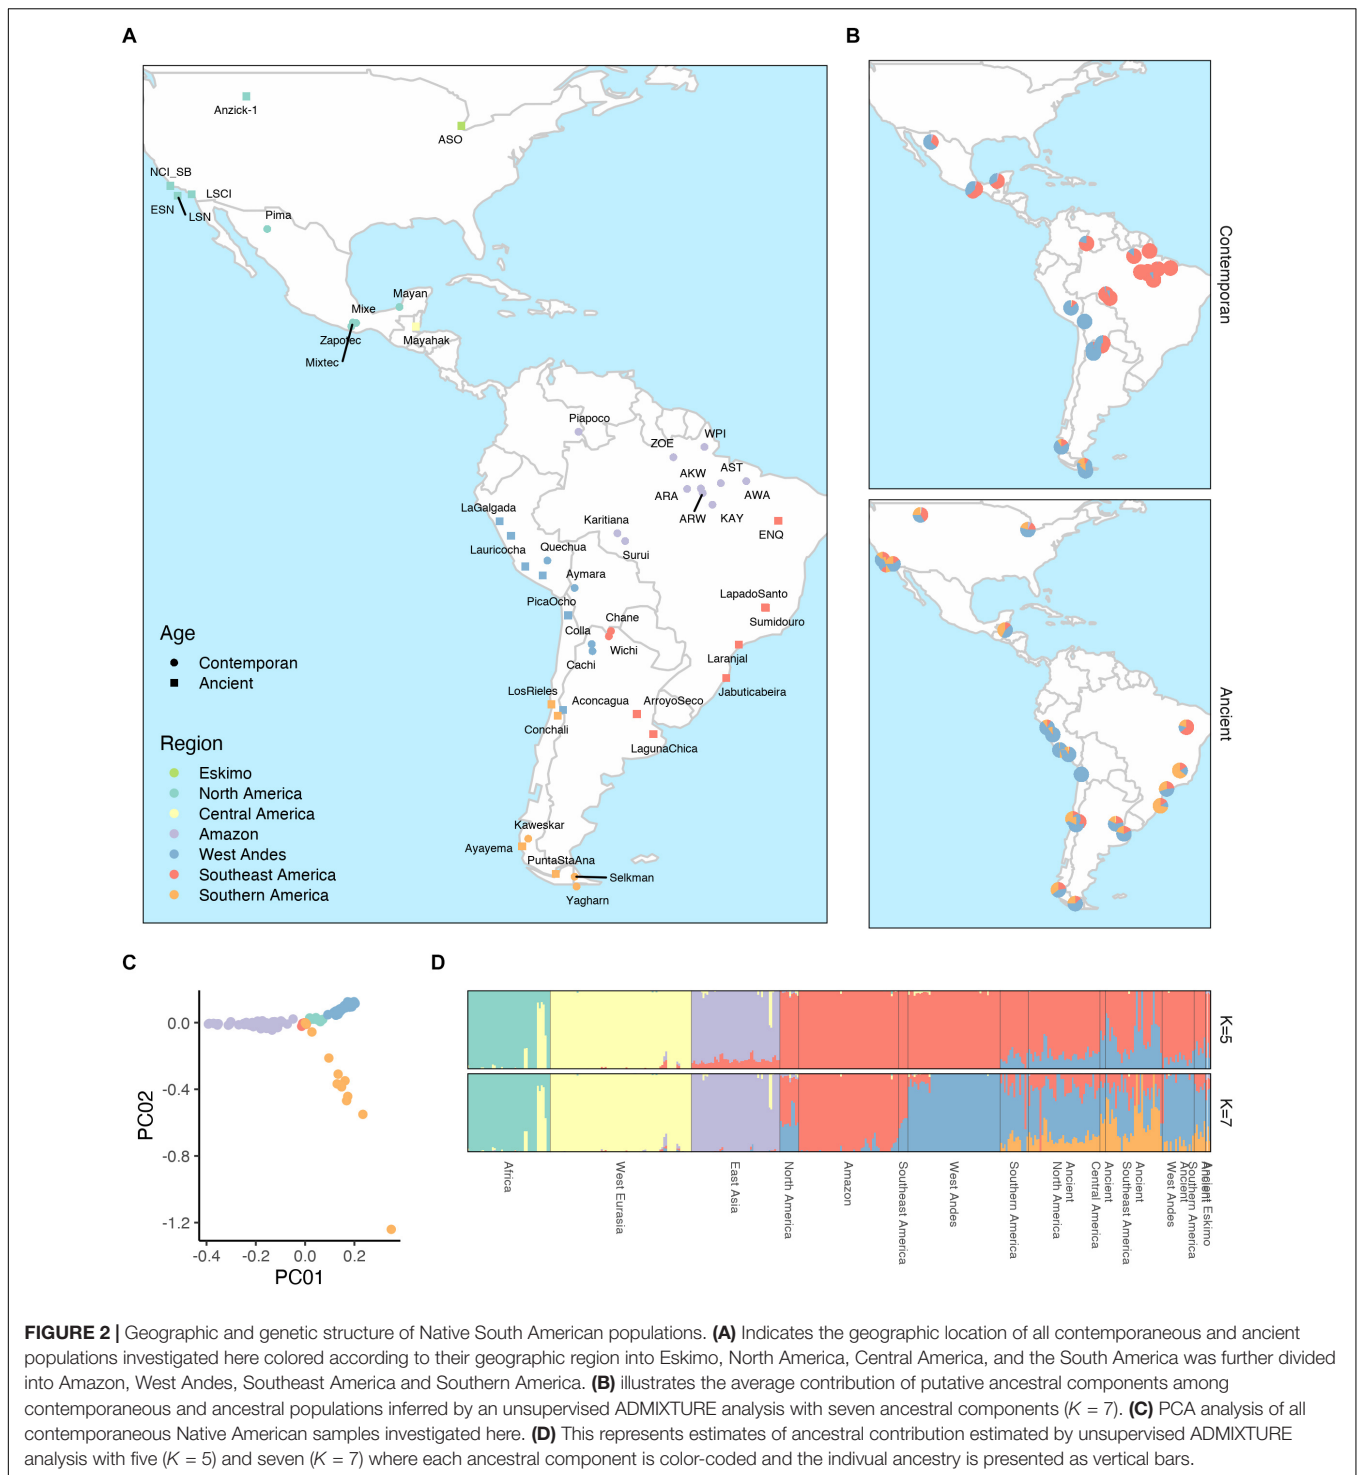 A
B
Anzick-1
ASO
NCI_SB
LSCI
ESN
LSN
Pima
Mayan
Mixe
Zapotec
Mayahak
Mixtec
Piapoco
ZOE
WPI
AKW
AST
ARA
AWA
ARW
KAY
ENQ
LaGalgada
Karitiana
Lauricocha
Quechua
Surui
Aymara
PicaOcho
LapadoSanto
Sumidouro
Chane
Colla
Wichi
Cachi
Laranjal
Jabuticabeira
LosRieles
Aconcagua
ArroyoSeco
Conchali
LagunaChica
Kaweskar
Ayayema
PuntaStaAna
Selkman
Yagharn
Age
Contemporan
Ancient
Region
Eskimo
North America
Central America
Amazon
West Andes
Southeast America
Southern America
Contemporan
Ancient
C
D
PC02
0.0
-0.4
-0.8
-1.2
-0.4 -0.2 0.0 0.2
PC01
K=5
K=7
Africa
West Eurasia
East Asia
North America
Amazon
Southeast America
West Andes
Southern America
Ancient
North America
Ancient
Central America
Ancient
Southeast America
Ancient
West Andes
Ancient
Southern America
Ancient Eskimo
FIGURE 2 | Geographic and genetic structure of Native South American populations. (A) Indicates the geographic location of all contemporaneous and ancient
populations investigated here colored according to their geographic region into Eskimo, North America, Central America, and the South America was further divided
into Amazon, West Andes, Southeast America and Southern America. (B) illustrates the average contribution of putative ancestral components among
contemporaneous and ancestral populations inferred by an unsupervised ADMIXTURE analysis with seven ancestral components (K = 7). (C) PCA analysis of all
contemporaneous Native American samples investigated here. (D) This represents estimates of ancestral contribution estimated by unsupervised ADMIXTURE
analysis with five (K = 5) and seven (K = 7) where each ancestral component is color-coded and the indivual ancestry is presented as vertical bars.